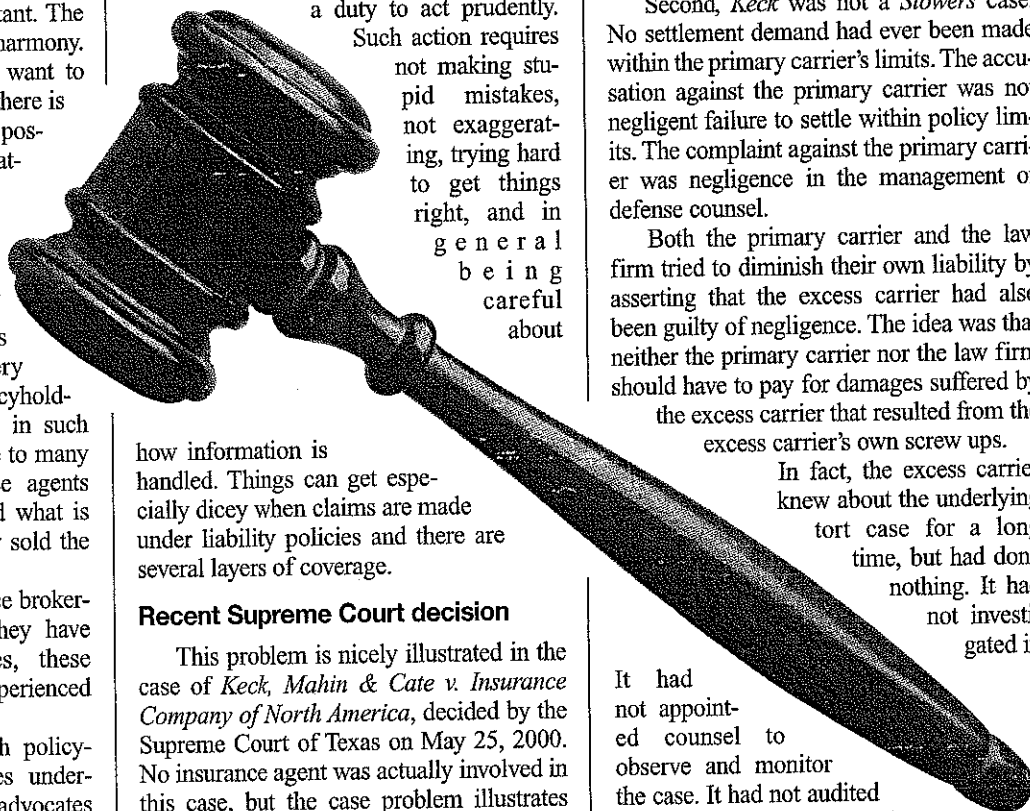 tant. The
harmony.
want to
here is
pos-
at-
s
ry
cyhold-
in such
to many
e agents
d what is
sold the
e broker-
hey have
es, these
perienced
h policy-
es under-
advocates
a duty to act prudently.
Such action requires
not making stu-
pid mistakes,
not exaggerat-
ing, trying hard
to get things
right, and in
general
being
careful
about
how information is
handled. Things can get espe-
cially dicey when claims are made
under liability policies and there are
several layers of coverage.
Recent Supreme Court decision
This problem is nicely illustrated in the
case of Keck, Mahin & Cate v. Insurance
Company of North America, decided by the
Supreme Court of Texas on May 25, 2000.
No insurance agent was actually involved in
this case, but the case problem illustrates
Second, Keck was not a Stowers case.
No settlement demand had ever been made
within the primary carrier's limits. The accu-
sation against the primary carrier was not
negligent failure to settle within policy lim-
its. The complaint against the primary carri-
er was negligence in the management of
defense counsel.
Both the primary carrier and the law
firm tried to diminish their own liability by
asserting that the excess carrier had also
been guilty of negligence. The idea was that
neither the primary carrier nor the law firm
should have to pay for damages suffered by
the excess carrier that resulted from the
excess carrier's own screw ups.
In fact, the excess carrier
knew about the underlying
tort case for a long
time, but had done
nothing. It had
not investi-
gated it.
It had
not appoint-
ed counsel to
observe and monitor
the case. It had not audited